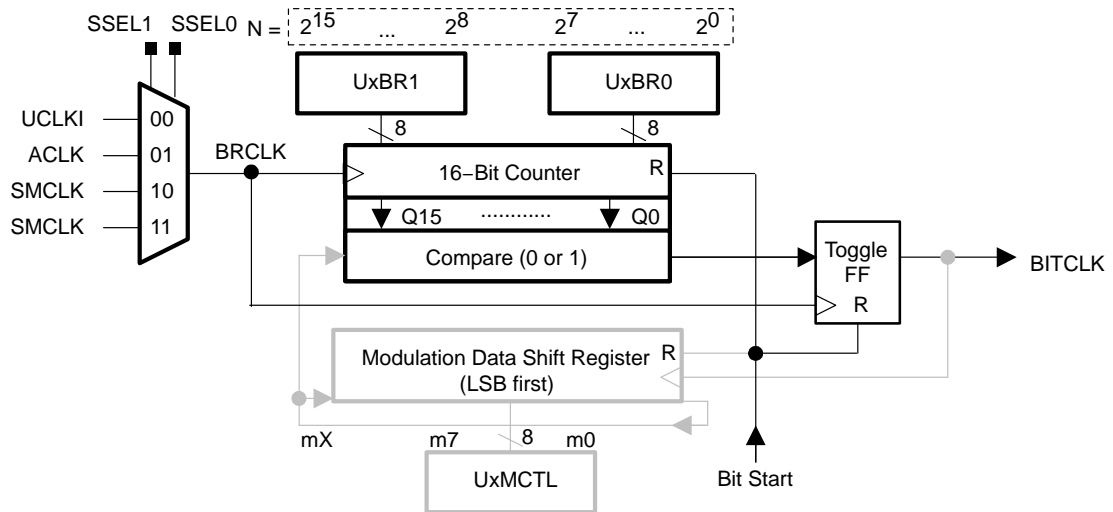 SSEL1 SSEL0 N = 2^15 ... 2^8 2^7 ... 2^0
UxBR1 UxBR0
8 8
UCLKI 00
ACLK 01
SMCLK 10
SMCLK 11
BRCLK
16−Bit Counter R
Q15 ............ Q0
Compare (0 or 1)
Toggle
FF
R
BITCLK
Modulation Data Shift Register R
(LSB first)
mX m7 8 m0
UxMCTL
Bit Start